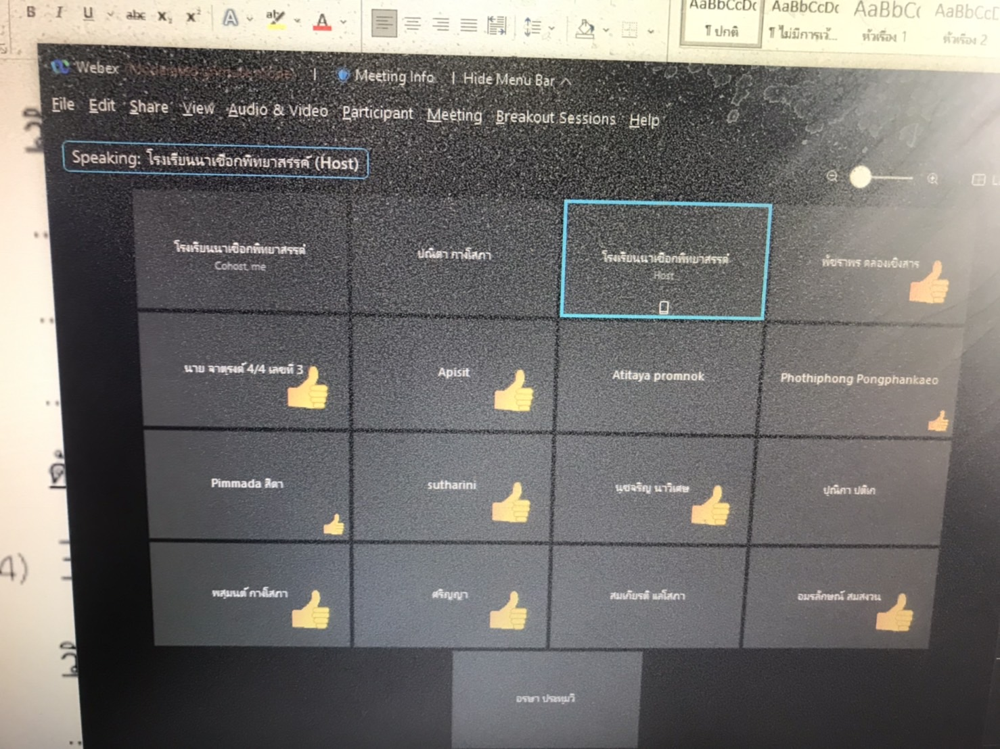 B I U abc X₂ X² A aby A
AaBbCcDc AaBbCcDc AaBbC AaBbCcD
¶ ปกติ ¶ ไม่มีการเว้... หัวเรื่อง 1 หัวเรื่อง 2
Webex | Meeting Info | Hide Menu Bar
File Edit Share View Audio & Video Participant Meeting Breakout Sessions Help
Speaking: โรงเรียนนาเชือกพิทยาสรรค์ (Host)
โรงเรียนนาเชือกพิทยาสรรค์
Cohost, me
ปณิตา กางโสภา
โรงเรียนนาเชือกพิทยาสรรค์
Host
พัชราพร คลองเชิงสาร
นาย จาตุรงค์ 4/4 เลขที่ 3
Apisit
Atitaya promnok
Phothiphong Pongphankaeo
Pimmada สีดา
sutharini
นุชจริญ นาวิเศษ
ปุณิกา ปติเก
พสุมนต์ กางโสภา
ศริญญา
สมเกียรติ แลโสภา
อมรลักษณ์ สมสงวน
อรษา ประทุมวิ
4)